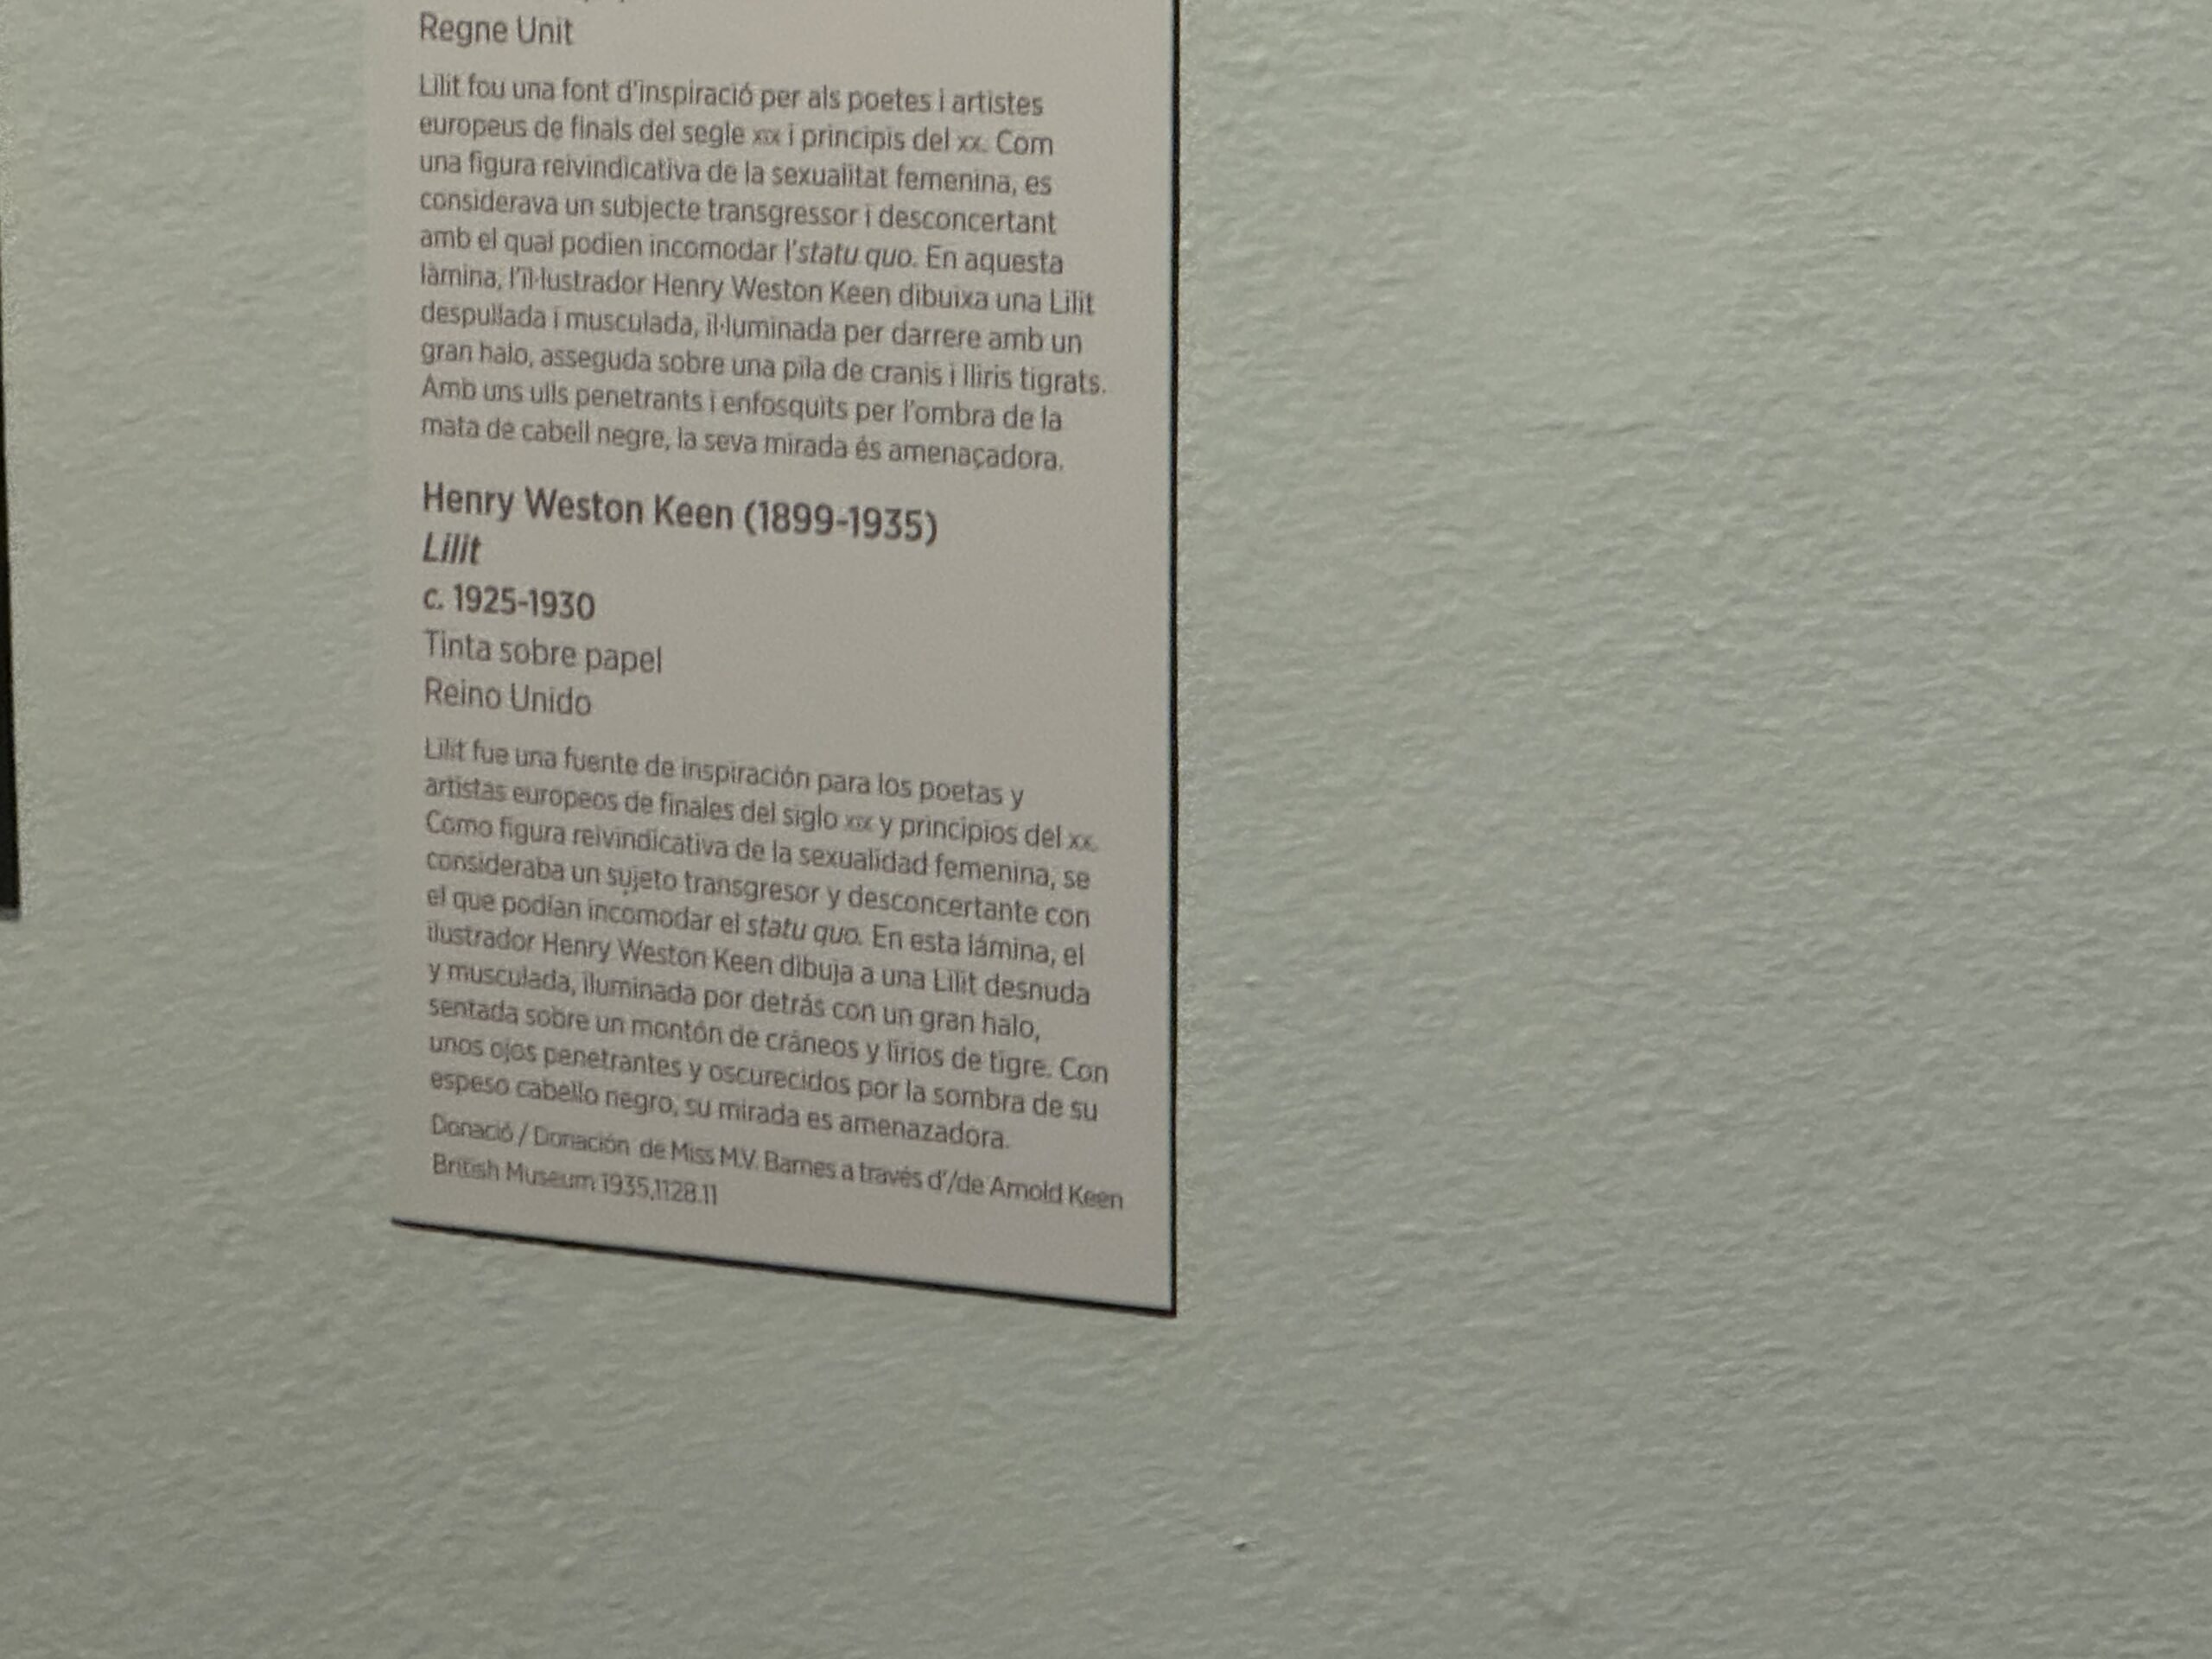 Regne Unit
Lilit fou una font d'inspiració per als poetes i artistes
europeus de finals del segle XIX i principis del XX. Com
una figura reivindicativa de la sexualitat femenina, es
considerava un subjecte transgressor i desconcertant
amb el qual podien incomodar l'statu quo. En aquesta
làmina, l'il·lustrador Henry Weston Keen dibuixa una Lilit
despullada i musculada, il·luminada per darrere amb un
gran halo, asseguda sobre una pila de cranis i lliris tigrats.
Amb uns ulls penetrants i enfosquits per l'ombra de la
mata de cabell negre, la seva mirada és amenaçadora.
Henry Weston Keen (1899-1935)
Lilit
c. 1925-1930
Tinta sobre papel
Reino Unido
Lilit fue una fuente de inspiración para los poetas y
artistas europeos de finales del siglo XIX y principios del XX.
Como figura reivindicativa de la sexualidad femenina, se
consideraba un sujeto transgresor y desconcertante con
el que podían incomodar el statu quo. En esta lámina, el
ilustrador Henry Weston Keen dibuja a una Lilit desnuda
y musculada, iluminada por detrás con un gran halo,
sentada sobre un montón de cráneos y lirios de tigre. Con
unos ojos penetrantes y oscurecidos por la sombra de su
espeso cabello negro, su mirada es amenazadora.
Donació / Donación de Miss M.V. Barnes a través d'/de Arnold Keen
British Museum 1935,1128.11